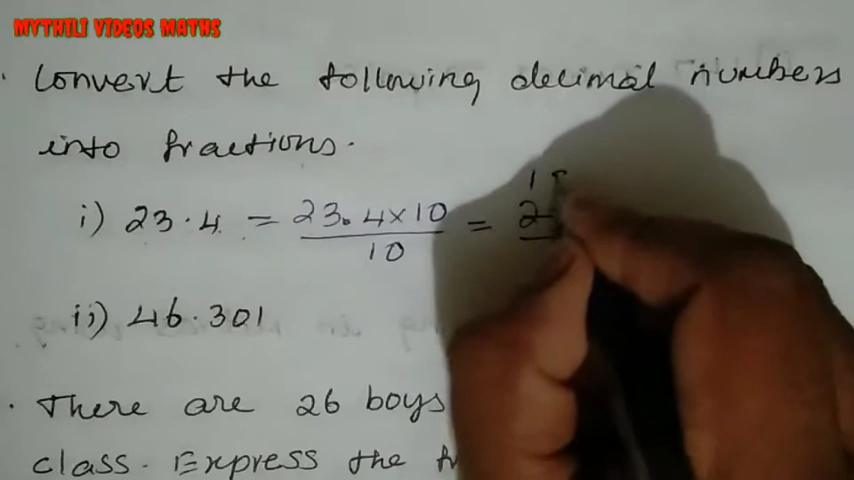 MYTHILI VIDEOS MATHS
. Convert the following decimal numbers
into fractions.
i) 23.4 = 23.4×10 / 10 =
ii) 46.301
. There are 26 boys
class. Express the